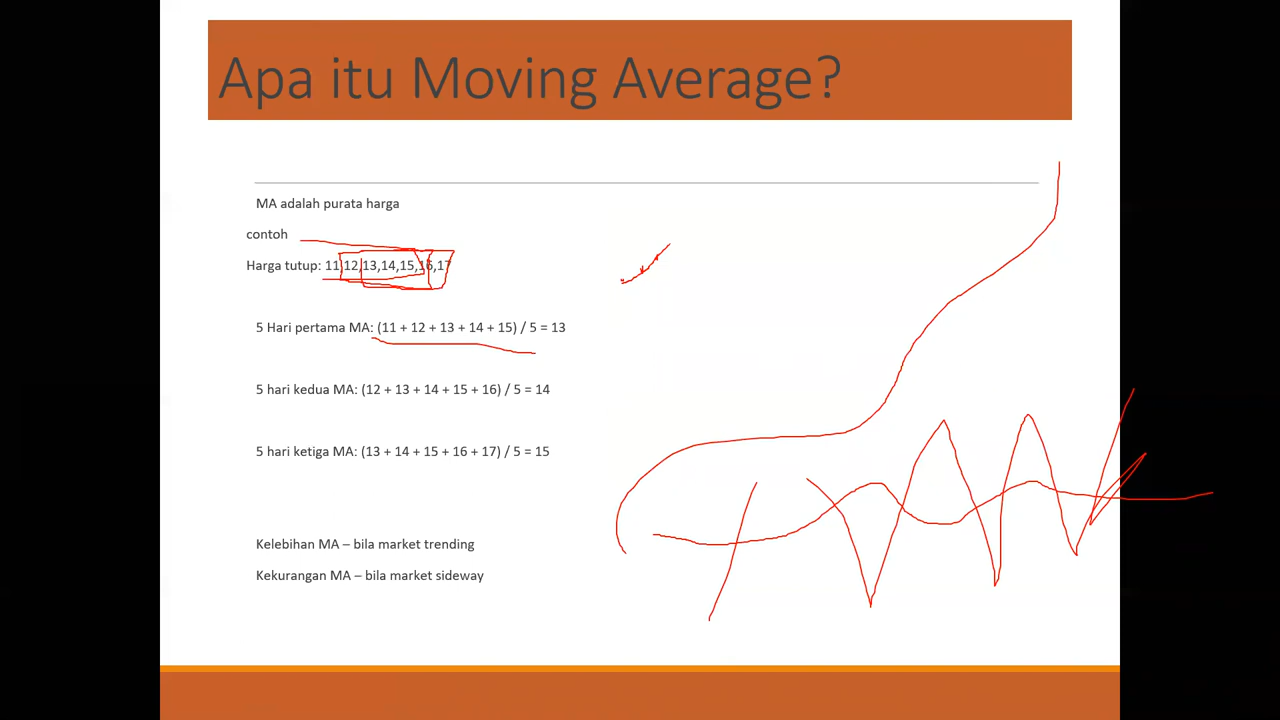 Apa itu Moving Average?
MA adalah purata harga
contoh
Harga tutup: 11,12,13,14,15,16,17
5 Hari pertama MA: (11 + 12 + 13 + 14 + 15) / 5 = 13
5 hari kedua MA: (12 + 13 + 14 + 15 + 16) / 5 = 14
5 hari ketiga MA: (13 + 14 + 15 + 16 + 17) / 5 = 15
Kelebihan MA – bila market trending
Kekurangan MA – bila market sideway